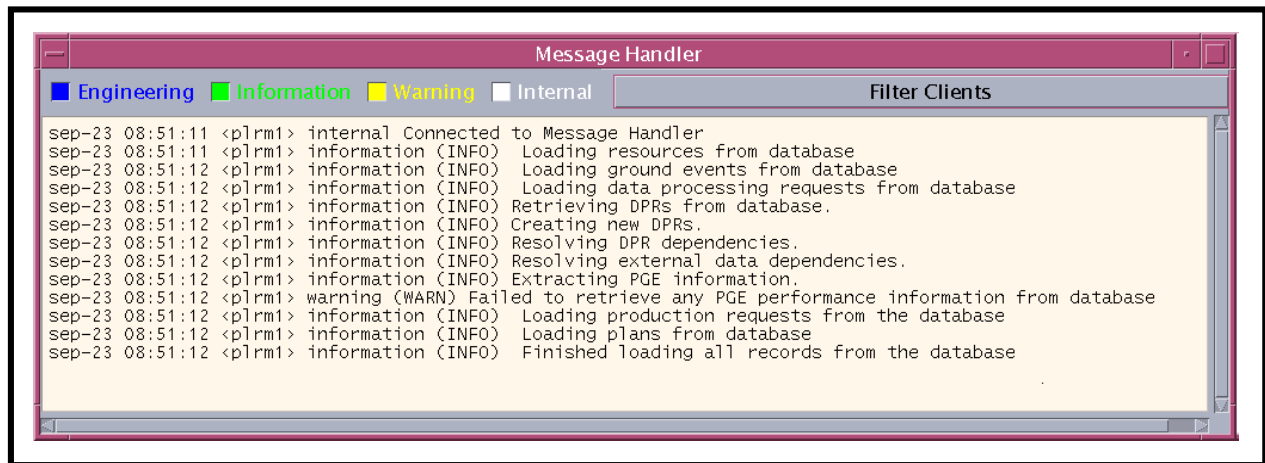 Message Handler
Engineering Information Warning Internal Filter Clients
sep-23 08:51:11 <plrm1> internal Connected to Message Handler
sep-23 08:51:11 <plrm1> information (INFO)  Loading resources from database
sep-23 08:51:12 <plrm1> information (INFO)  Loading ground events from database
sep-23 08:51:12 <plrm1> information (INFO)  Loading data processing requests from database
sep-23 08:51:12 <plrm1> information (INFO) Retrieving DPRs from database.
sep-23 08:51:12 <plrm1> information (INFO) Creating new DPRs.
sep-23 08:51:12 <plrm1> information (INFO) Resolving DPR dependencies.
sep-23 08:51:12 <plrm1> information (INFO) Resolving external data dependencies.
sep-23 08:51:12 <plrm1> information (INFO) Extracting PGE information.
sep-23 08:51:12 <plrm1> warning (WARN) Failed to retrieve any PGE performance information from database
sep-23 08:51:12 <plrm1> information (INFO)  Loading production requests from the database
sep-23 08:51:12 <plrm1> information (INFO)  Loading plans from database
sep-23 08:51:12 <plrm1> information (INFO)  Finished loading all records from the database